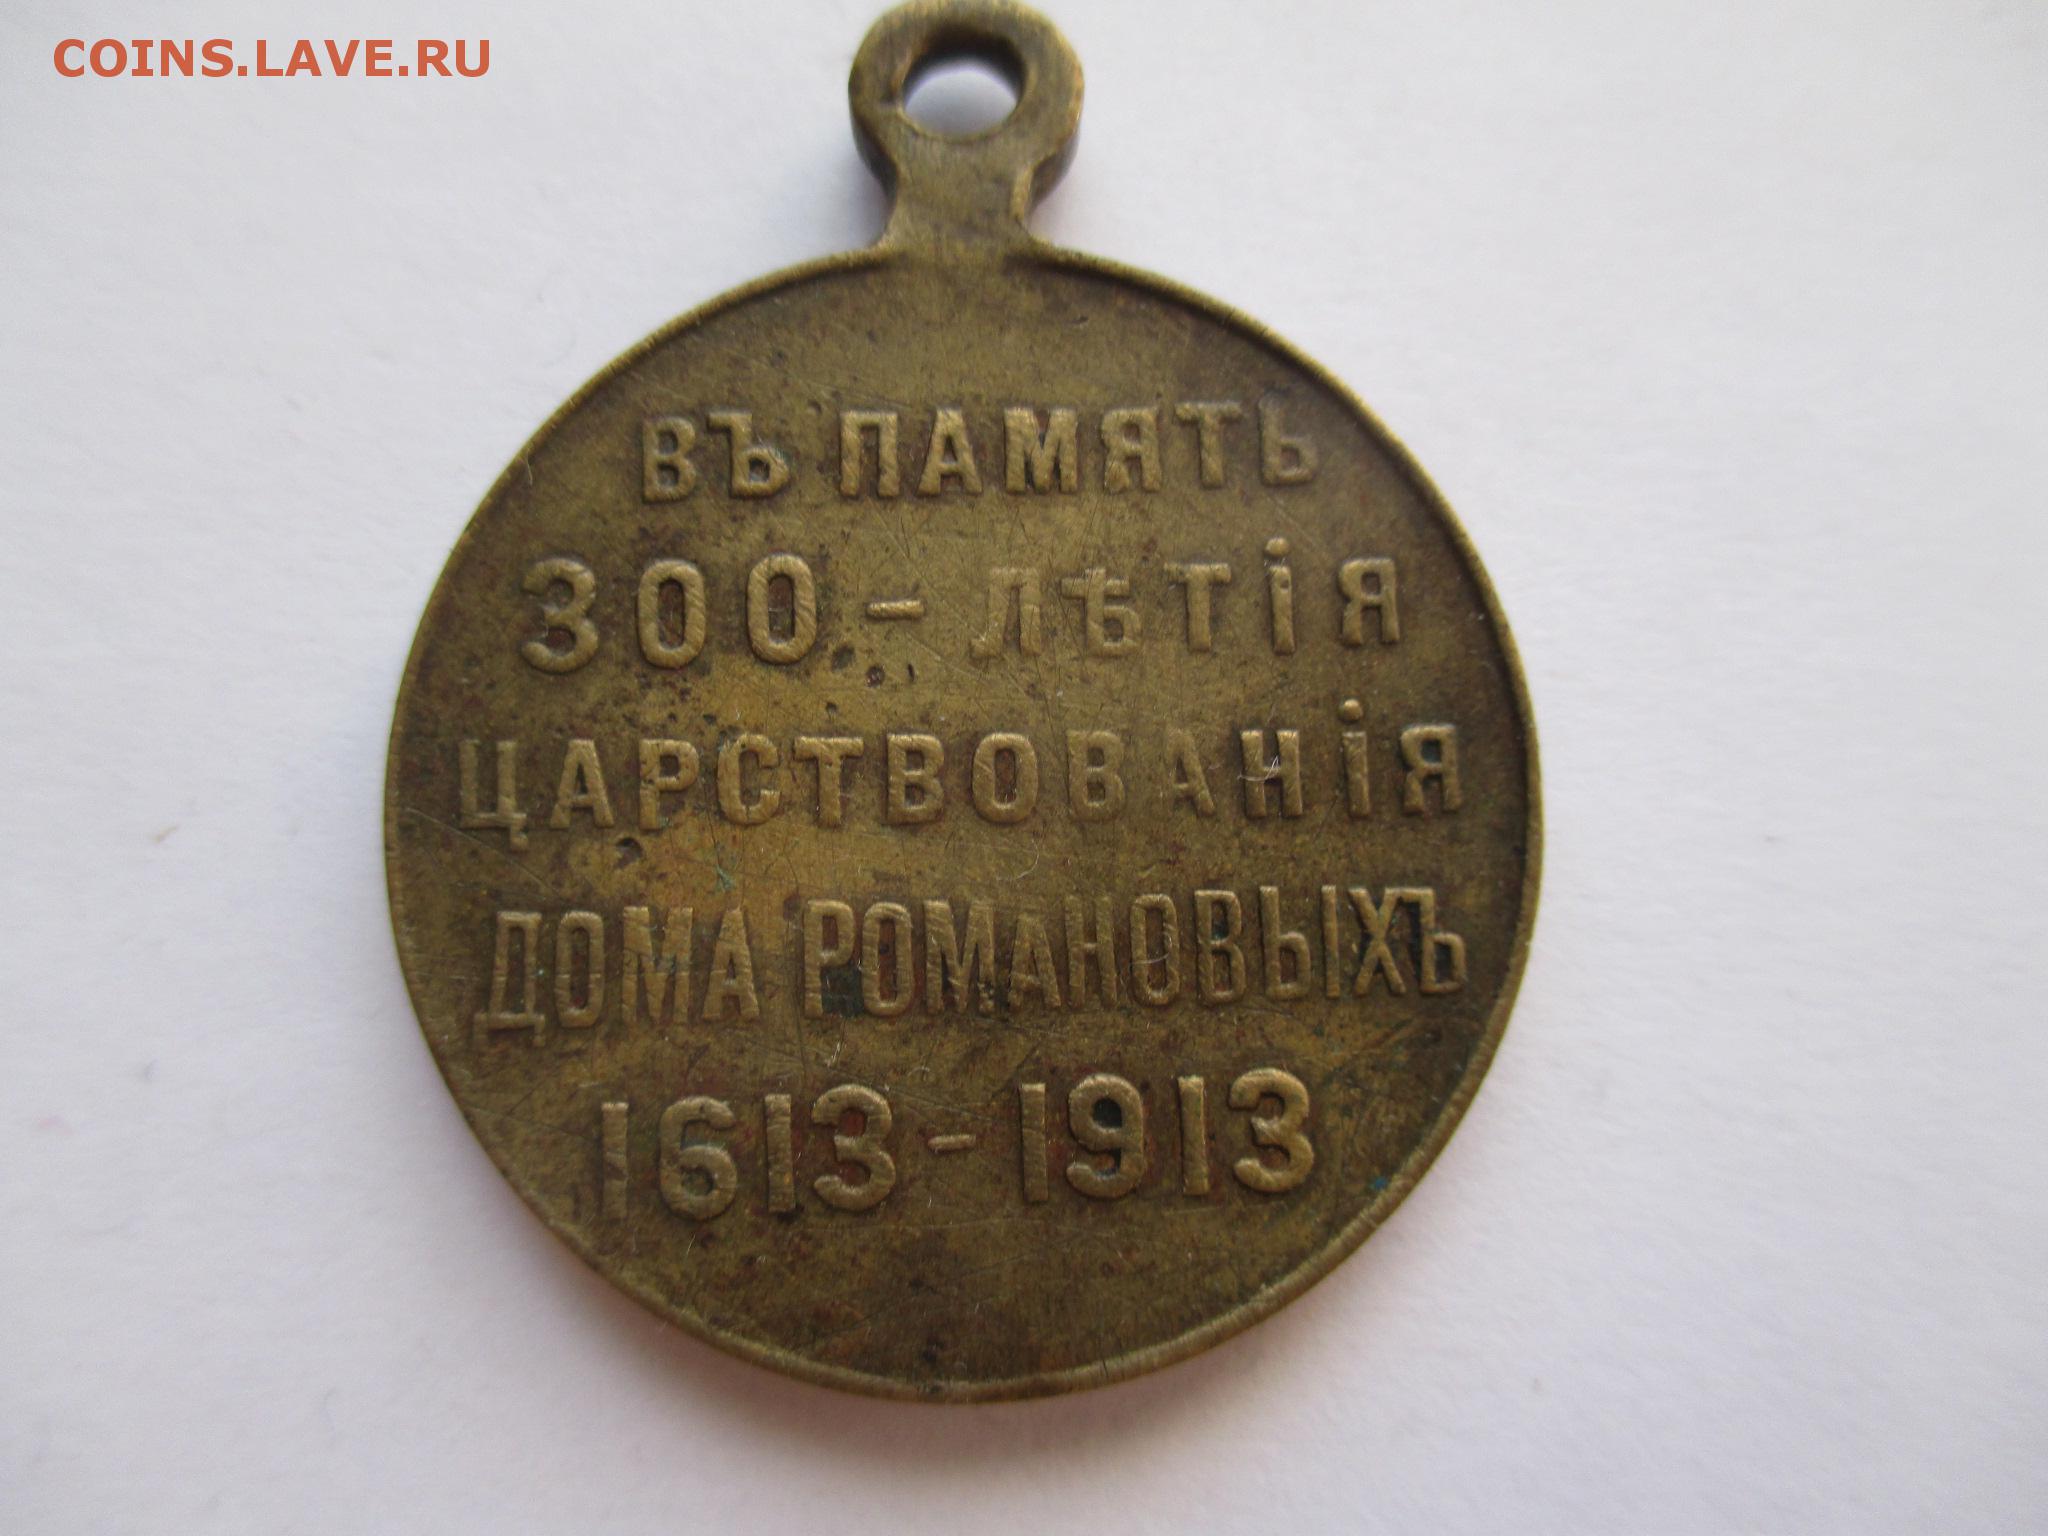 COINS.LAVE.RU
ВЪ ПАМЯТЬ
300-ЛѢТІЯ
ЦАРСТВОВАНІЯ
ДОМА РОМАНОВЫХЪ
1613-1913